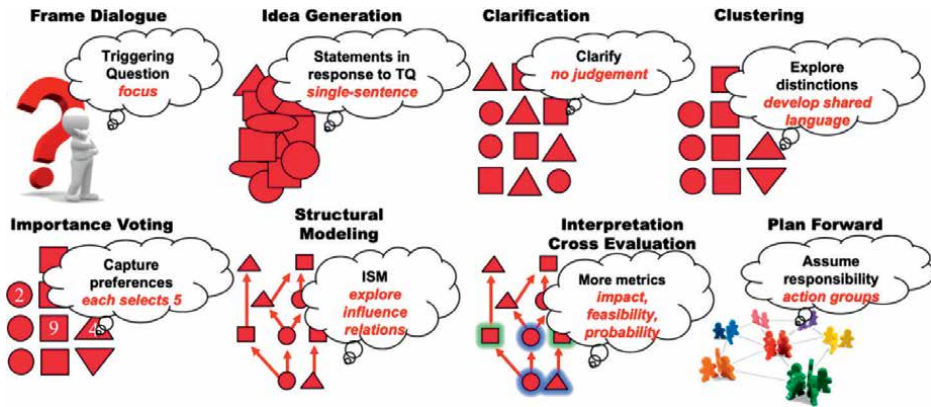 Frame Dialogue
Triggering
Question
focus
Idea Generation
Statements in
response to TQ
single-sentence
Clarification
Clarify
no judgement
Clustering
Explore
distinctions
develop shared
language
Importance Voting
Capture
preferences
each selects 5
2
9
4
Structural
Modeling
ISM
explore
influence
relations
Interpretation
Cross Evaluation
More metrics
impact,
feasibility,
probability
Plan Forward
Assume
responsibility
action groups